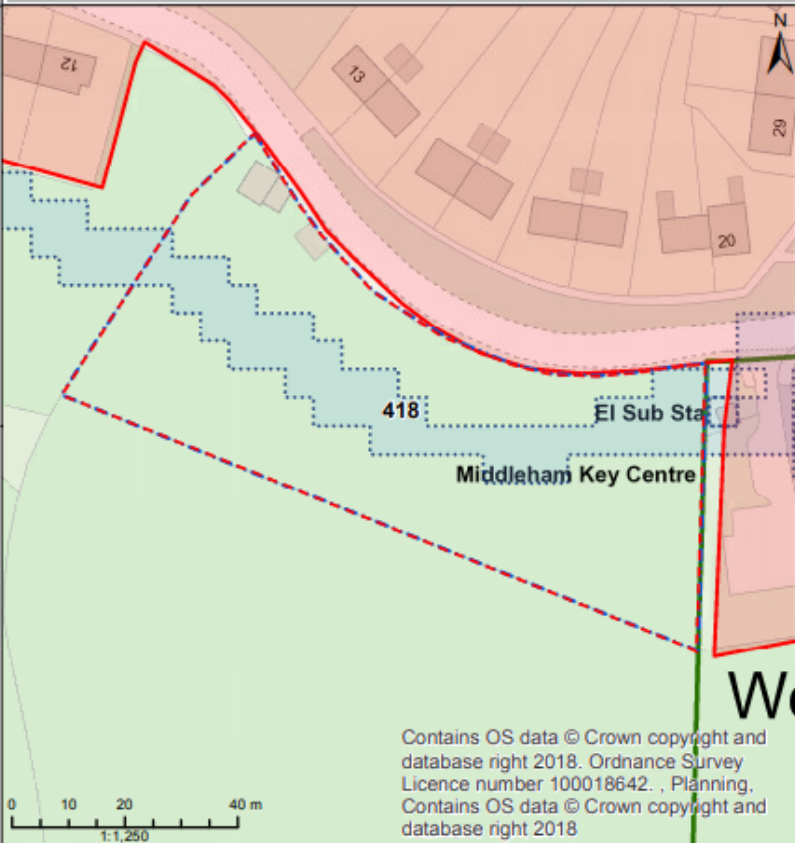 N
12
13
29
20
418
El Sub Sta
Middleham Key Centre
We
Contains OS data © Crown copyright and
database right 2018. Ordnance Survey
Licence number 100018642. , Planning,
Contains OS data © Crown copyright and
database right 2018
0 10 20 40 m
1:1,250